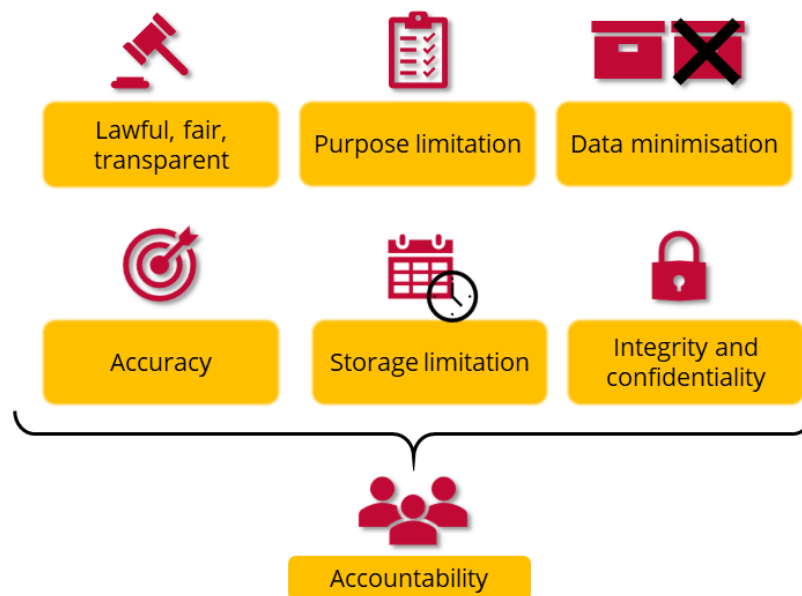 Lawful, fair,
transparent
Purpose limitation
Data minimisation
Accuracy
Storage limitation
Integrity and
confidentiality
Accountability